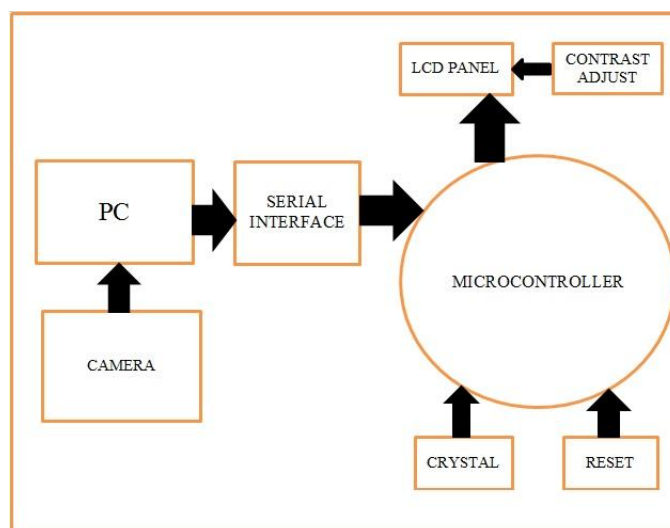 LCD PANEL
CONTRAST
ADJUST
PC
SERIAL
INTERFACE
MICROCONTROLLER
CAMERA
CRYSTAL
RESET